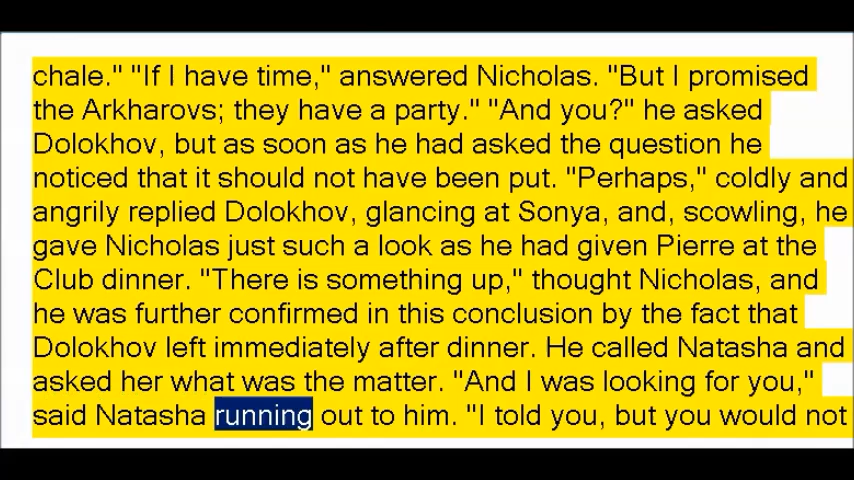 chale." "If I have time," answered Nicholas. "But I promised
the Arkharovs; they have a party." "And you?" he asked
Dolokhov, but as soon as he had asked the question he
noticed that it should not have been put. "Perhaps," coldly and
angrily replied Dolokhov, glancing at Sonya, and, scowling, he
gave Nicholas just such a look as he had given Pierre at the
Club dinner. "There is something up," thought Nicholas, and
he was further confirmed in this conclusion by the fact that
Dolokhov left immediately after dinner. He called Natasha and
asked her what was the matter. "And I was looking for you,"
said Natasha running out to him. "I told you, but you would not